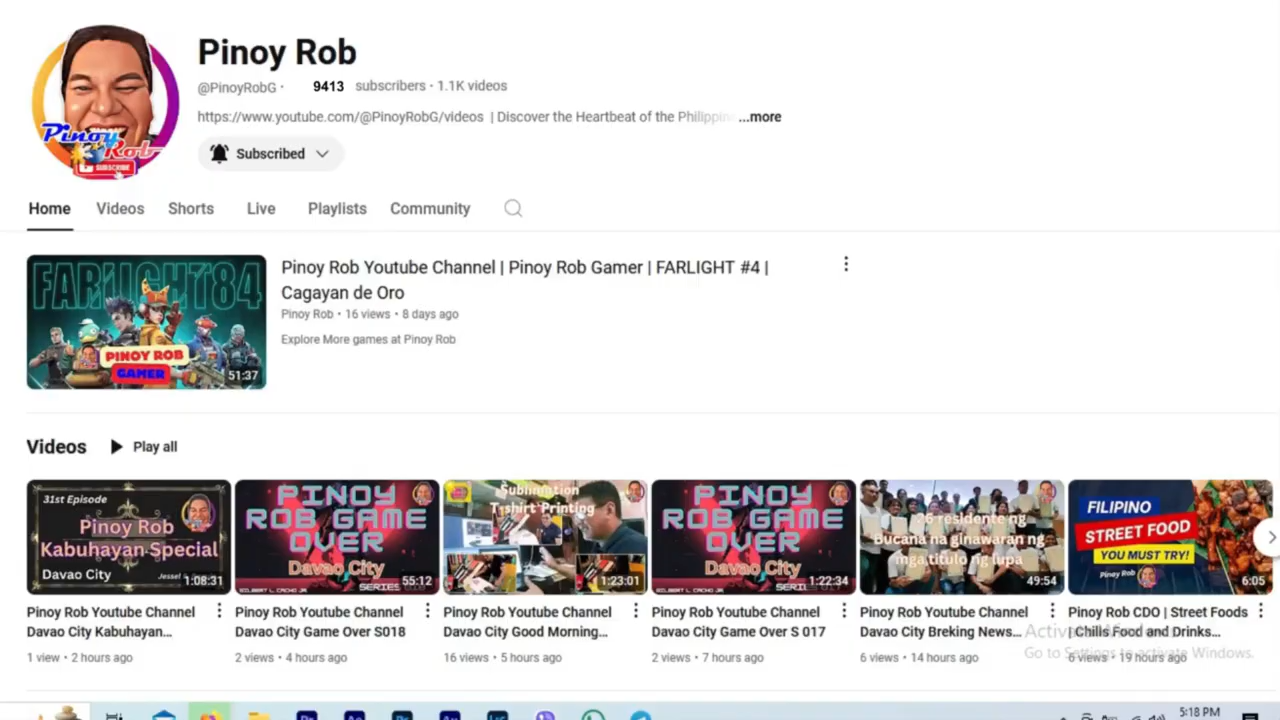 Pinoy Rob
@PinoyRobG · 9413 subscribers · 1.1K videos
https://www.youtube.com/@PinoyRobG/videos | Discover the Heartbeat of the Philippin ...more
Pinoy
Rob
SUBSCRIBE
Subscribed
Home Videos Shorts Live Playlists Community
FARLIGHT84
PINOY ROB
GAMER
51:37
Pinoy Rob Youtube Channel | Pinoy Rob Gamer | FARLIGHT #4 |
Cagayan de Oro
Pinoy Rob · 16 views · 8 days ago
Explore More games at Pinoy Rob
Videos Play all
31st Episode
Pinoy Rob
Kabuhayan Special
Davao City
1:08:31
Pinoy Rob Youtube Channel
Davao City Kabuhayan...
1 view · 2 hours ago
PINOY
ROB GAME
OVER
Davao City
55:12
Pinoy Rob Youtube Channel
Davao City Game Over S018
2 views · 4 hours ago
Sublimation
T-shirt Printing
1:23:01
Pinoy Rob Youtube Channel
Davao City Good Morning...
16 views · 5 hours ago
PINOY
ROB GAME
OVER
Davao City
1:22:34
Pinoy Rob Youtube Channel
Davao City Game Over S 017
2 views · 7 hours ago
26 residente ng
Bucana na ginawaran ng
mga titulo ng lupa
49:54
Pinoy Rob Youtube Channel
Davao City Breking News...
6 views · 14 hours ago
FILIPINO
STREET FOOD
YOU MUST TRY!
Pinoy Rob
6:05
Pinoy Rob CDO | Street Foods
| Chills Food and Drinks...
6 views · 19 hours ago
Activate Windows
Go to Settings to activate Windows.
5:18 PM